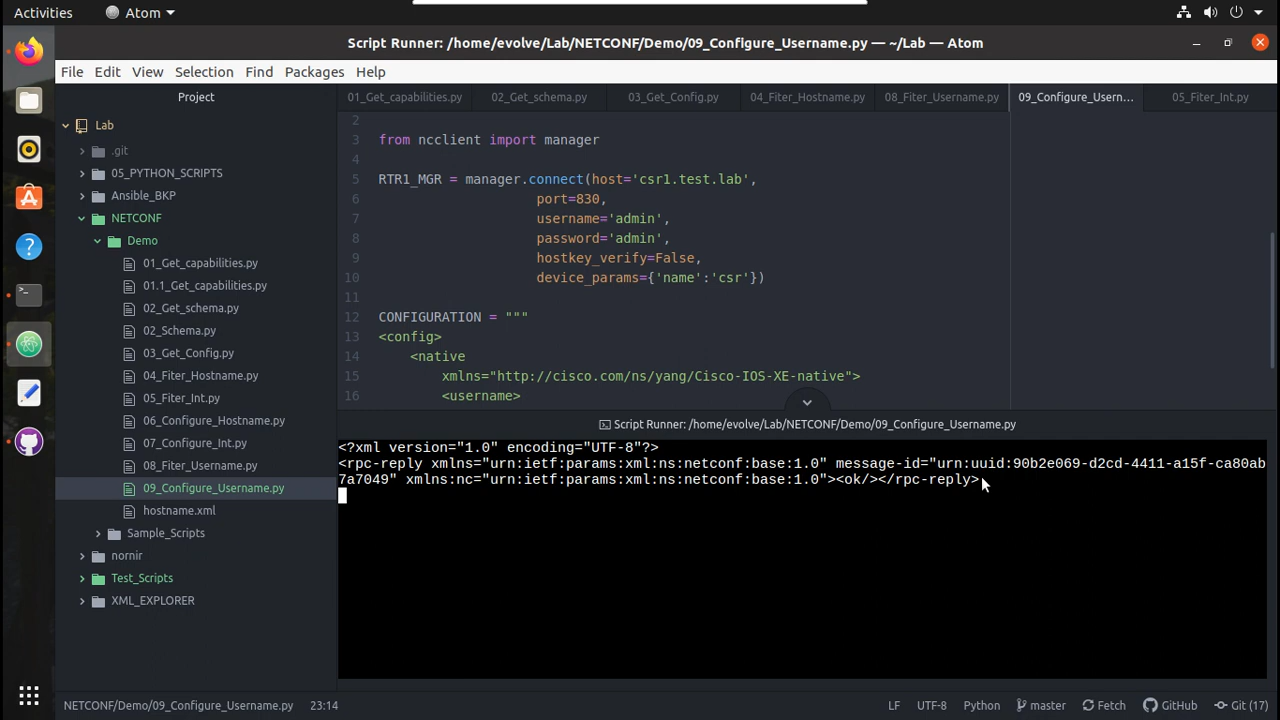 Activities
Atom
Script Runner: /home/evolve/Lab/NETCONF/Demo/09_Configure_Username.py — ~/Lab — Atom
File Edit View Selection Find Packages Help
Project
01_Get_capabilities.py
02_Get_schema.py
03_Get_Config.py
04_Fiter_Hostname.py
08_Fiter_Username.py
09_Configure_Usern...
05_Fiter_Int.py
Lab
.git
05_PYTHON_SCRIPTS
Ansible_BKP
NETCONF
Demo
01_Get_capabilities.py
01.1_Get_capabilities.py
02_Get_schema.py
02_Schema.py
03_Get_Config.py
04_Fiter_Hostname.py
05_Fiter_Int.py
06_Configure_Hostname.py
07_Configure_Int.py
08_Fiter_Username.py
09_Configure_Username.py
hostname.xml
Sample_Scripts
nornir
Test_Scripts
XML_EXPLORER
2
3 from ncclient import manager
4
5 RTR1_MGR = manager.connect(host='csr1.test.lab',
6 port=830,
7 username='admin',
8 password='admin',
9 hostkey_verify=False,
10 device_params={'name':'csr'})
11
12 CONFIGURATION = """
13 <config>
14 <native
15 xmlns="http://cisco.com/ns/yang/Cisco-IOS-XE-native">
16 <username>
Script Runner: /home/evolve/Lab/NETCONF/Demo/09_Configure_Username.py
<?xml version="1.0" encoding="UTF-8"?>
<rpc-reply xmlns="urn:ietf:params:xml:ns:netconf:base:1.0" message-id="urn:uuid:90b2e069-d2cd-4411-a15f-ca80ab
7a7049" xmlns:nc="urn:ietf:params:xml:ns:netconf:base:1.0"><ok/></rpc-reply>
NETCONF/Demo/09_Configure_Username.py 23:14
LF UTF-8 Python master Fetch GitHub Git (17)